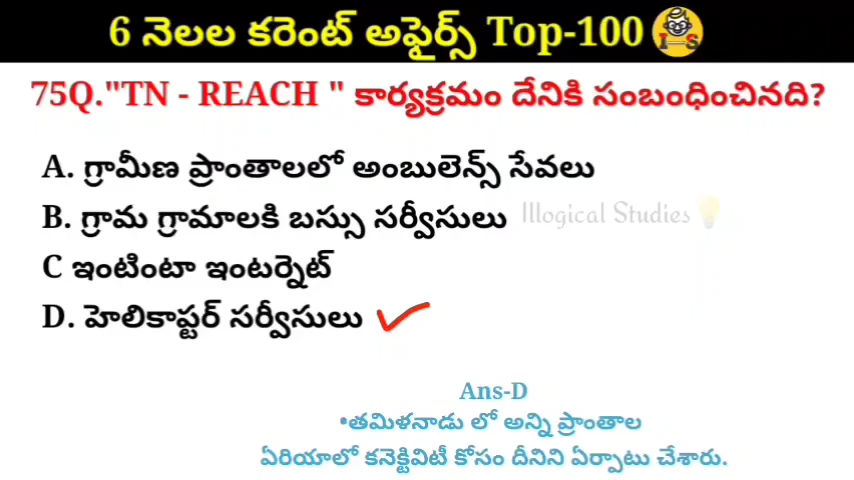 6 నెలల కరెంట్ అఫైర్స్ Top-100
I-S
75Q."TN - REACH " కార్యక్రమం దేనికి సంబంధించినది?
A. గ్రామీణ ప్రాంతాలలో అంబులెన్స్ సేవలు
B. గ్రామ గ్రామాలకి బస్సు సర్వీసులు
Illogical Studies
C ఇంటింటా ఇంటర్నెట్
D. హెలికాప్టర్ సర్వీసులు
Ans-D
•తమిళనాడు లో అన్ని ప్రాంతాల
ఏరియాలో కనెక్టివిటీ కోసం దీనిని ఏర్పాటు చేశారు.